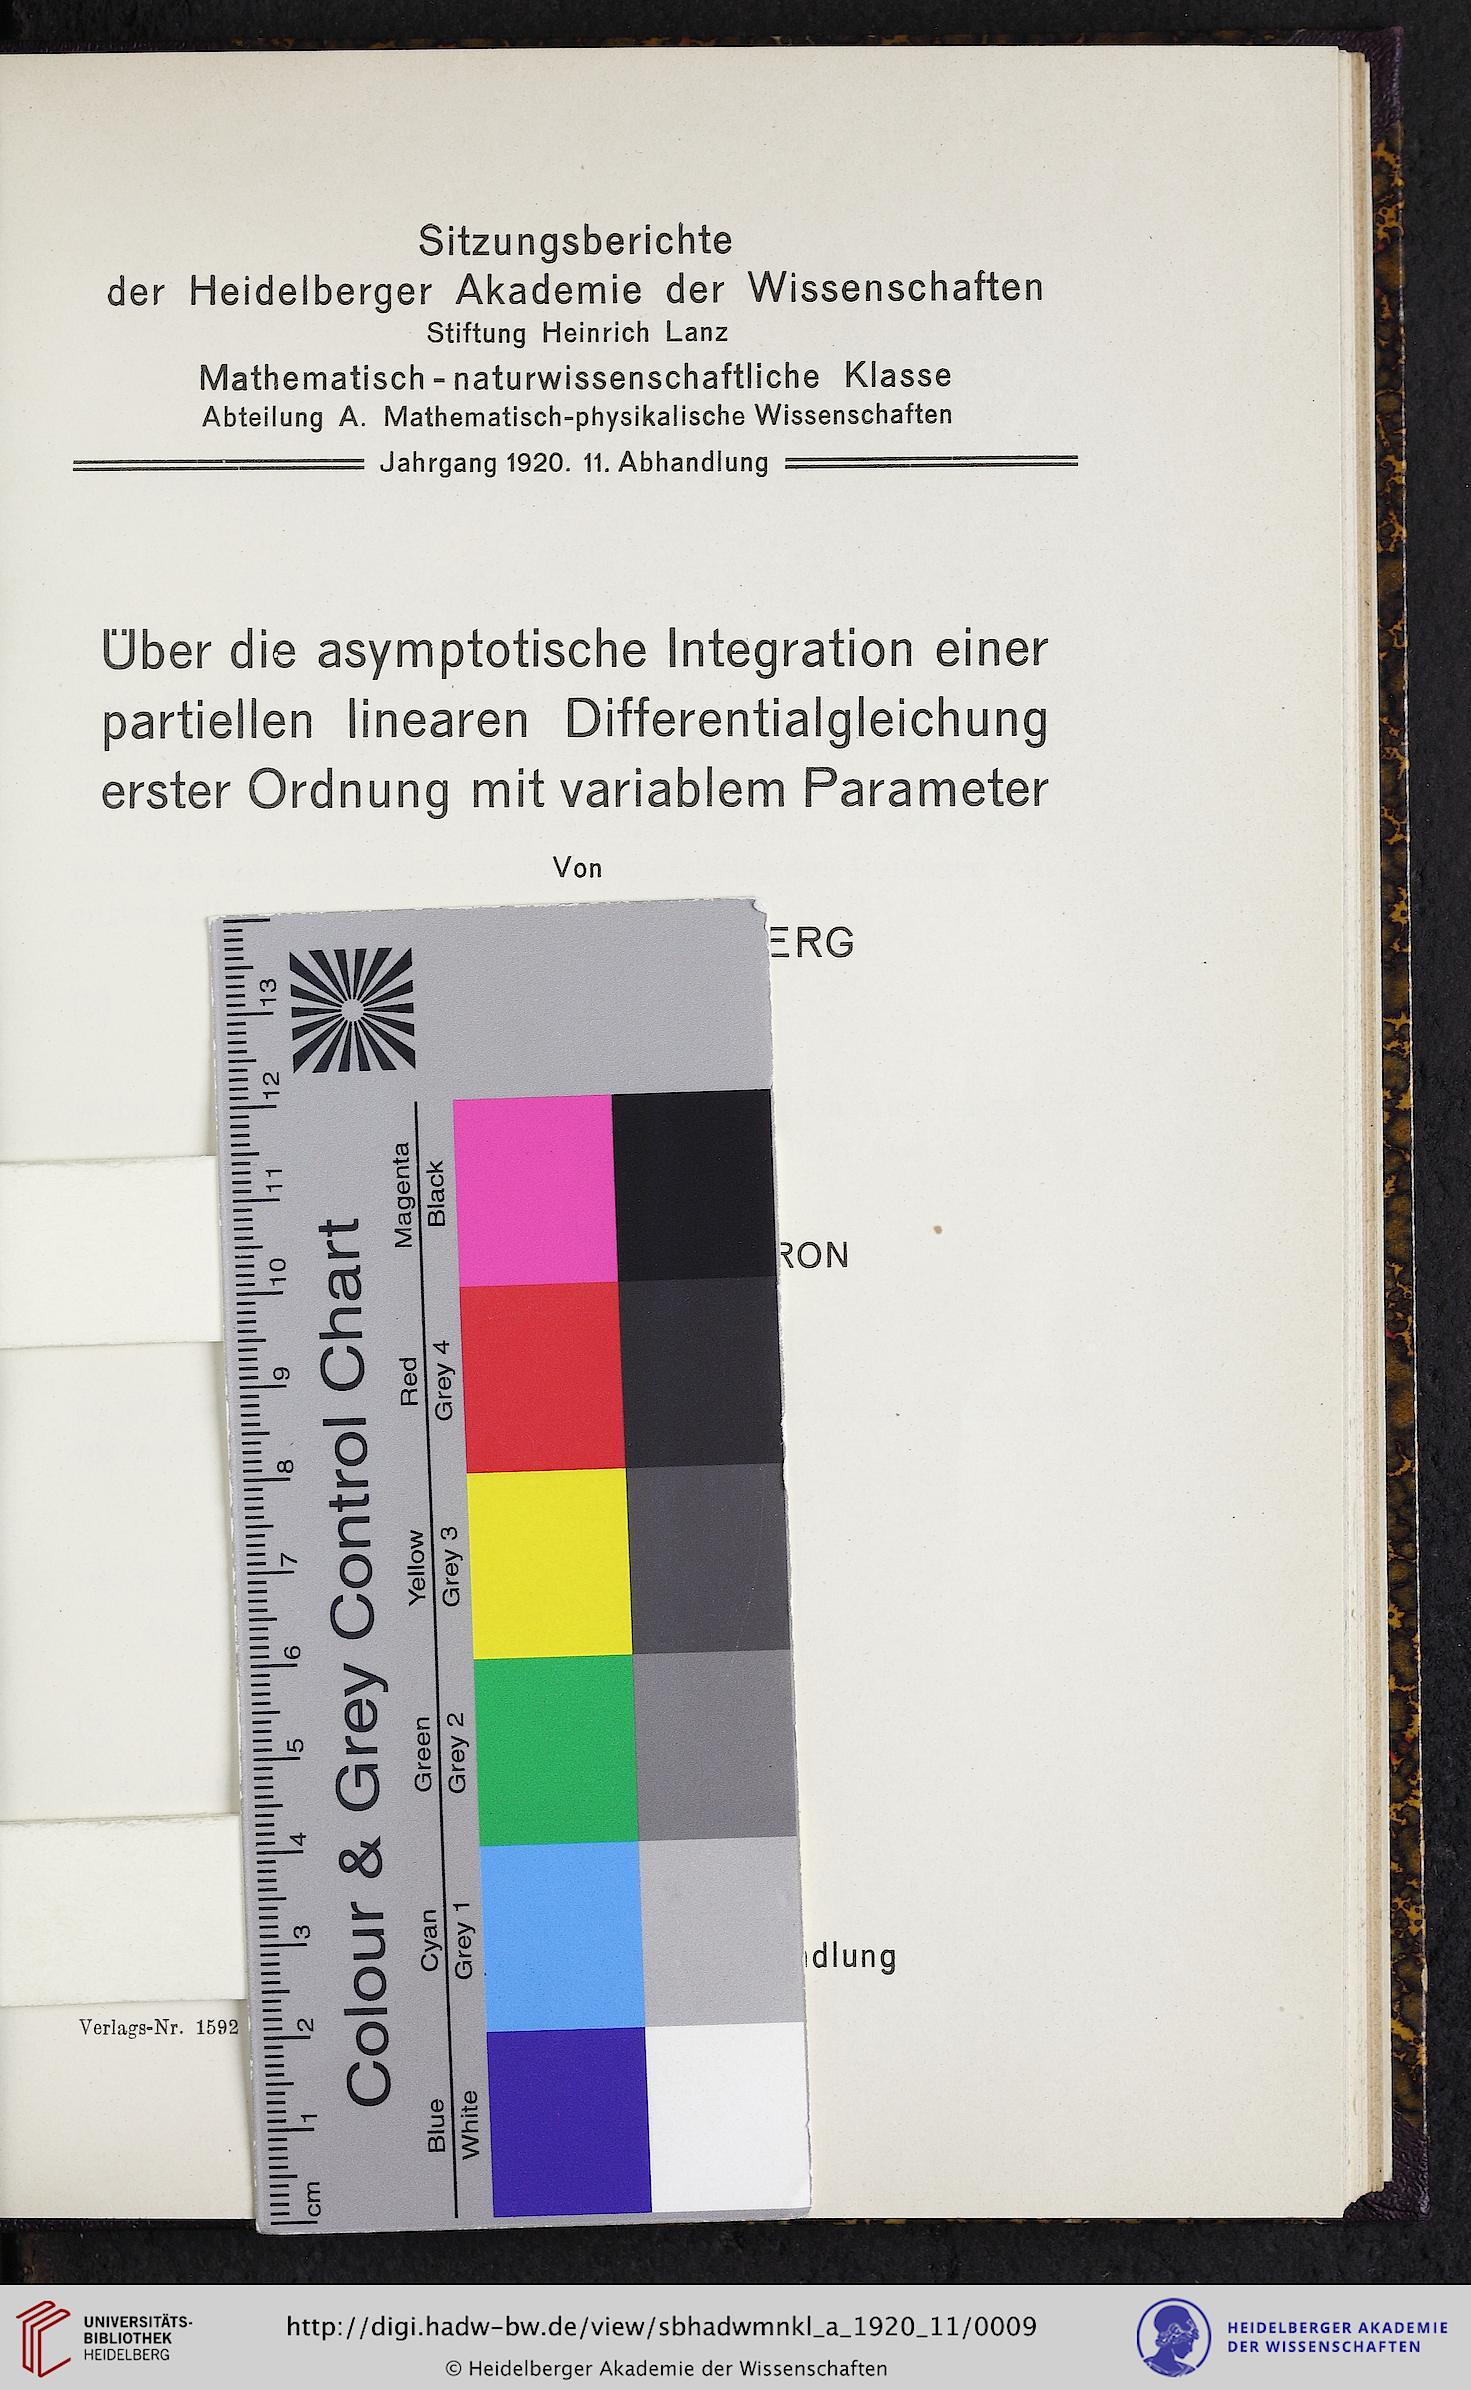 Sitzungsberichte
der Heidelberger Akademie der Wissenschaften
Stiftung Heinrich Lanz
Mathematisch-naturwissenschaftliche Klasse
Abteilung A. Mathematisch-physikalische Wissenschaften
Jahrgang 1920. 11. Abhandlung
Über die asymptotische Integration einer
partiellen linearen Differentialgleichung
erster Ordnung mit variablem Parameter
Von
ERG
RON
dlung
Verlags-Nr. 1592
Colour & Grey Control Chart
Blue Cyan Green Yellow Red Magenta
White Grey 1 Grey 2 Grey 3 Grey 4 Black
cm 1 2 3 4 5 6 7 8 9 10 11 12 13
UNIVERSITÄTS-
BIBLIOTHEK
HEIDELBERG
http://digi.hadw-bw.de/view/sbhadwmnkl_a_1920_11/0009
© Heidelberger Akademie der Wissenschaften
HEIDELBERGER AKADEMIE
DER WISSENSCHAFTEN